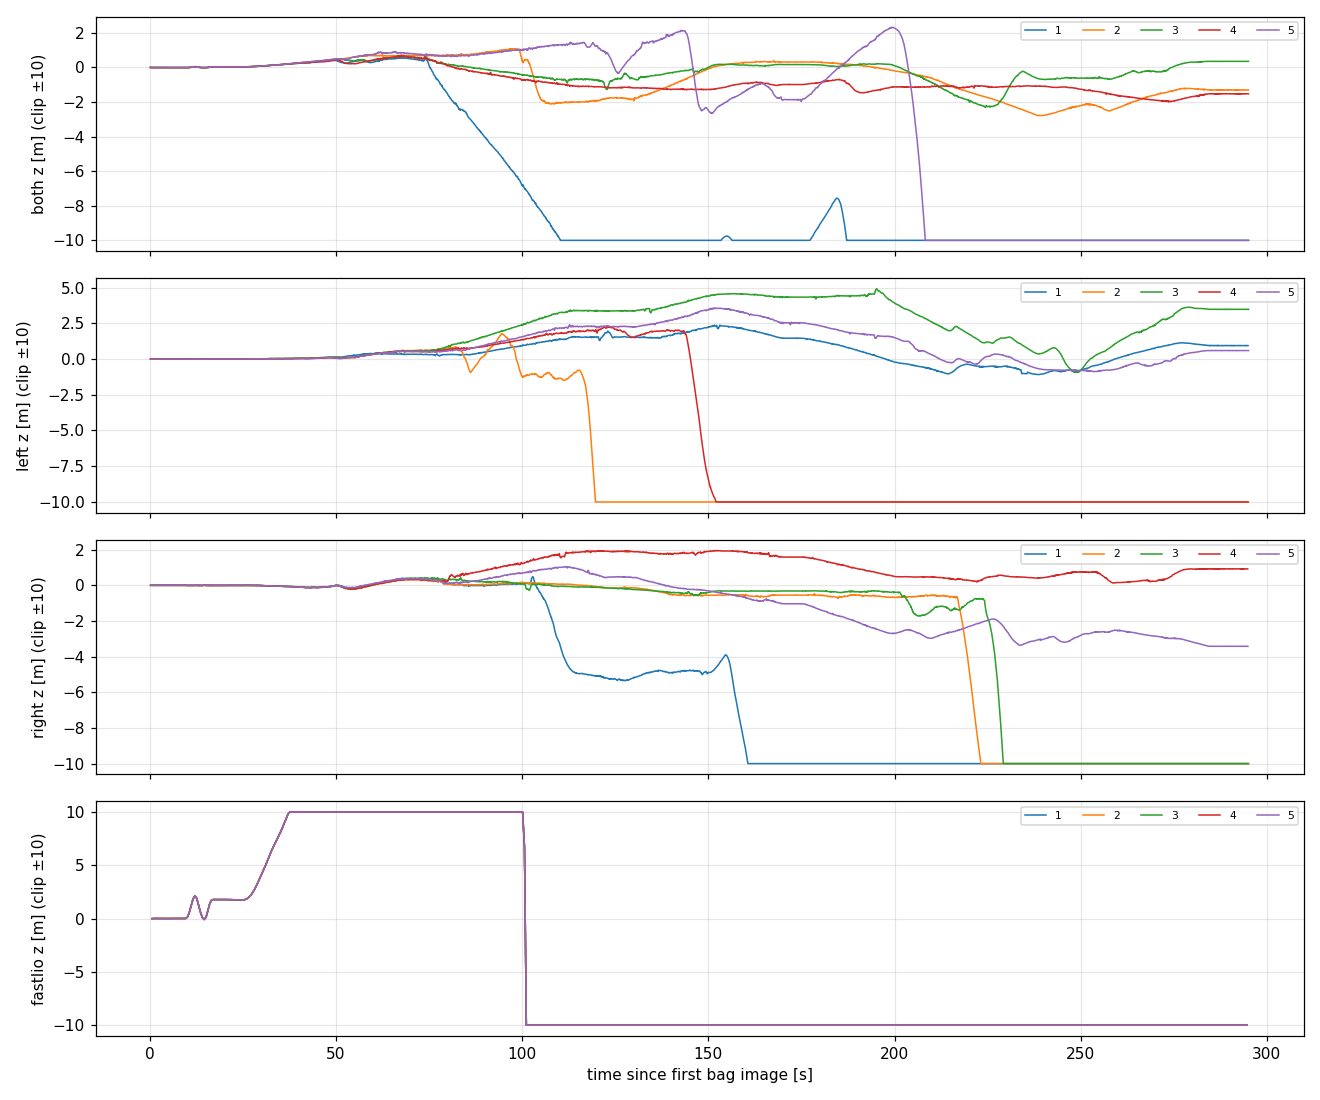 both z [m] (clip ±10)
2
0
−2
−4
−6
−8
−10
1 2 3 4 5
left z [m] (clip ±10)
5.0
2.5
0.0
−2.5
−5.0
−7.5
−10.0
1 2 3 4 5
right z [m] (clip ±10)
2
0
−2
−4
−6
−8
−10
1 2 3 4 5
fastlio z [m] (clip ±10)
10
5
0
−5
−10
1 2 3 4 5
0 50 100 150 200 250 300
time since first bag image [s]